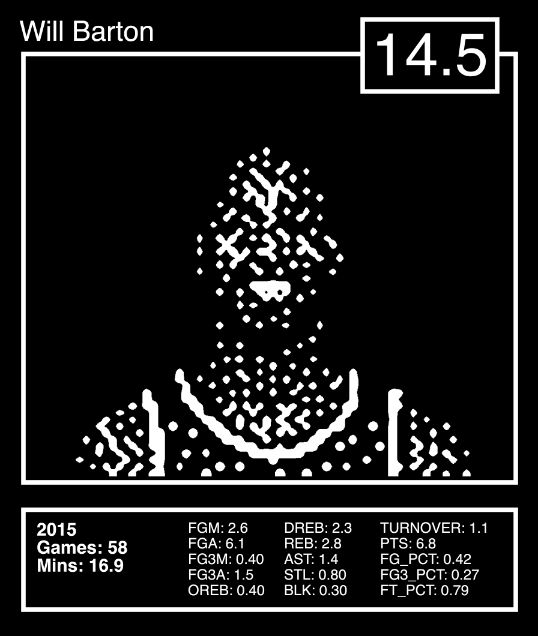 Will Barton
14.5
2015
Games: 58
Mins: 16.9
FGM: 2.6
FGA: 6.1
FG3M: 0.40
FG3A: 1.5
OREB: 0.40
DREB: 2.3
REB: 2.8
AST: 1.4
STL: 0.80
BLK: 0.30
TURNOVER: 1.1
PTS: 6.8
FG_PCT: 0.42
FG3_PCT: 0.27
FT_PCT: 0.79